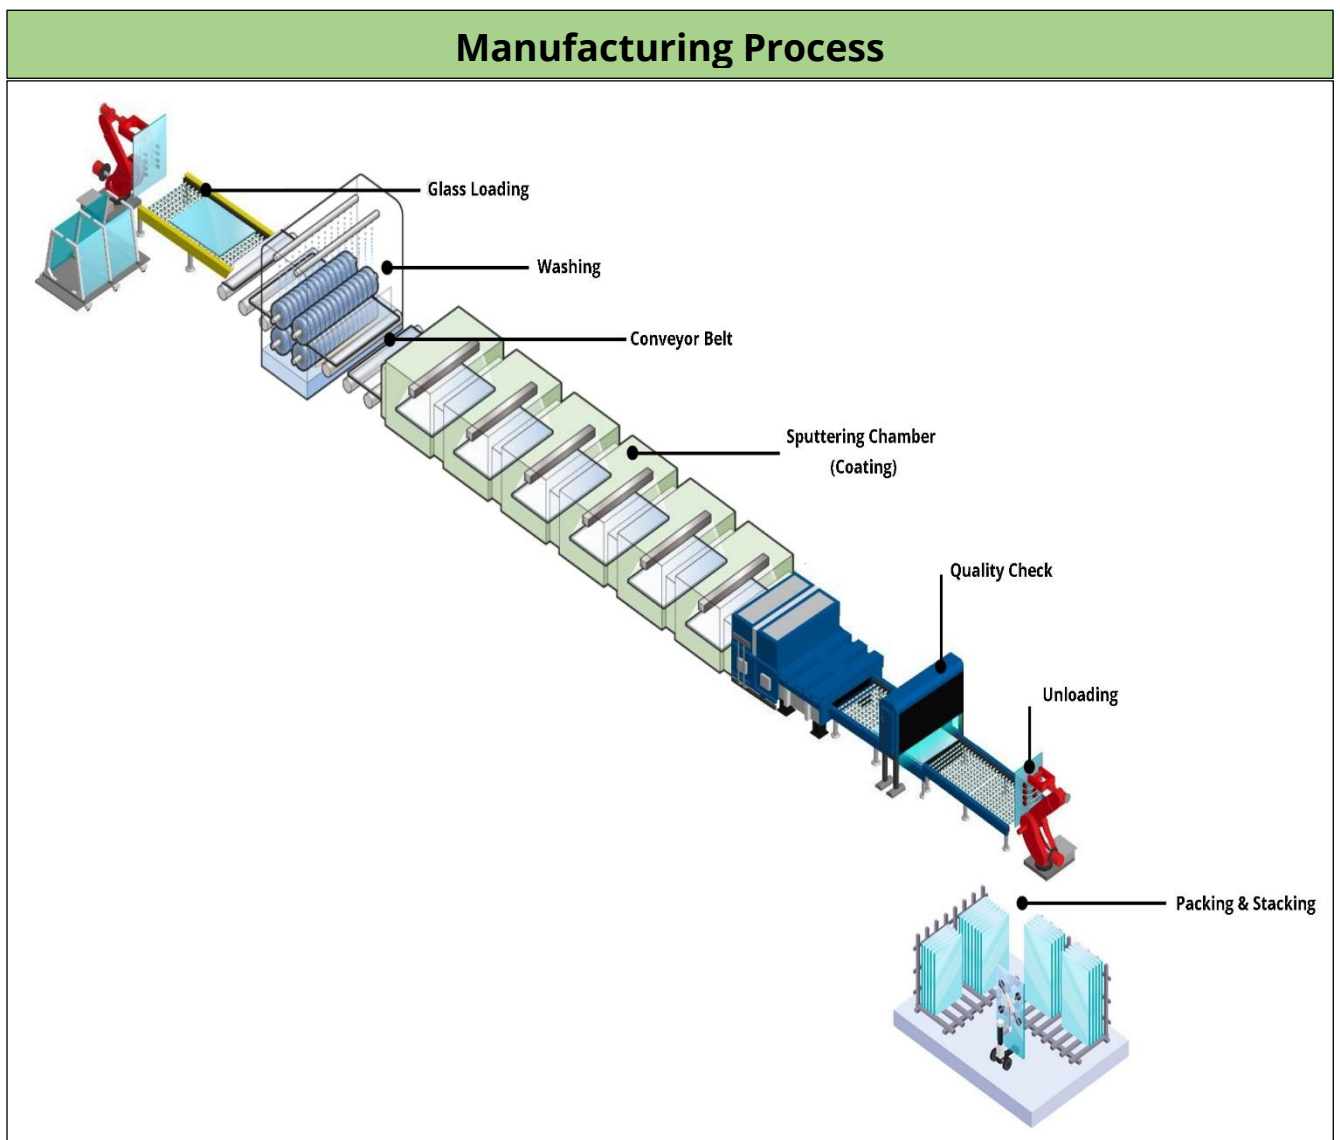 Manufacturing Process
Glass Loading
Washing
Conveyor Belt
Sputtering Chamber
(Coating)
Quality Check
Unloading
Packing & Stacking